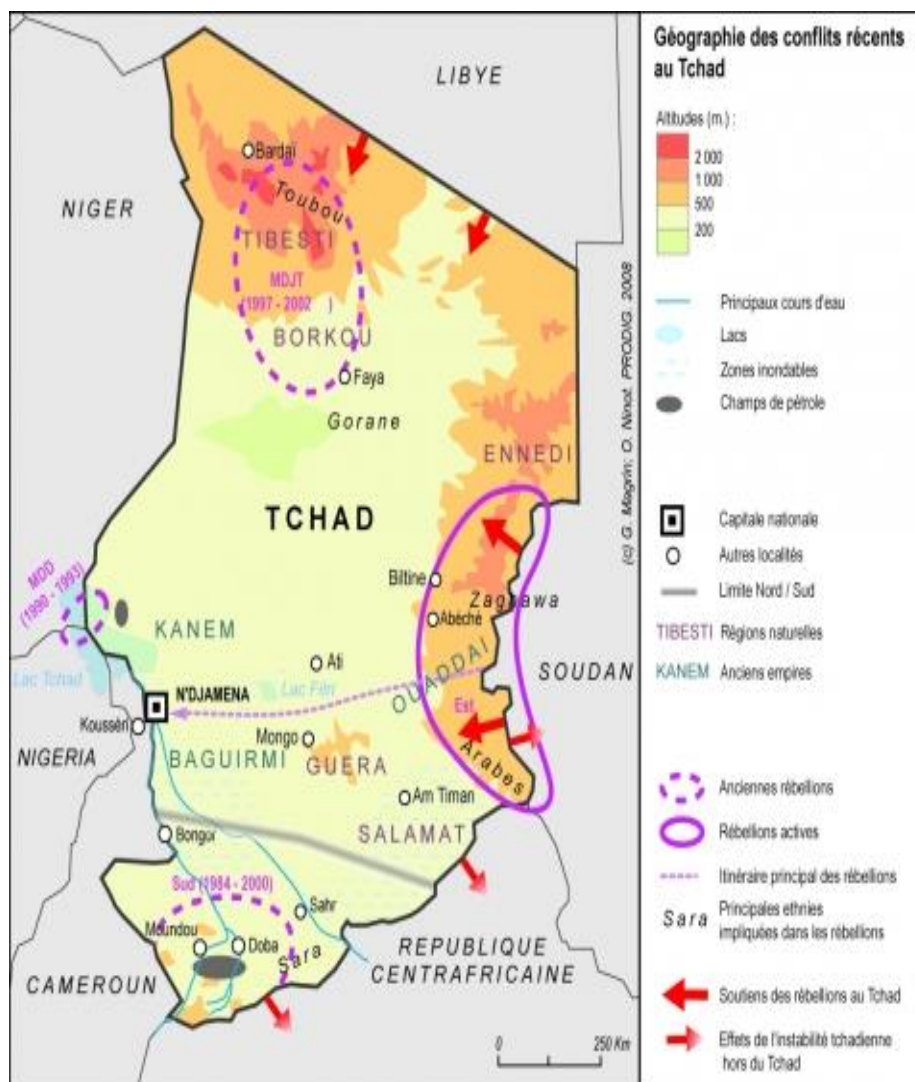 Géographie des conflits récents
au Tchad
Altitudes (m.) :
2 000
1 000
500
200
Principaux cours d'eau
Lacs
Zones inondables
Champs de pétrole
Capitale nationale
Autres localités
Limite Nord / Sud
TIBESTI Régions naturelles
KANEM Anciens empires
Anciennes rébellions
Rébellions actives
Itinéraire principal des rébellions
Sara Principales ethnies
impliquées dans les rébellions
Soutiens des rébellions au Tchad
Effets de l'instabilité tchadienne
hors du Tchad
(c) G. Magrin; O. Ninot. PRODIG. 2008
LIBYE
NIGER
Bardaï
Toubou
TIBESTI
MDJT
(1997 - 2002 )
BORKOU
Faya
Gorane
ENNEDI
TCHAD
MDD
(1990 - 1993)
Biltine
Zaghawa
Abéché
KANEM
OUADDAI
SOUDAN
Lac Tchad
Ati
Lac Fitri
N'DJAMENA
Est
Kousséri
Mongo
NIGERIA
BAGUIRMI
GUERA
Arabes
Am Timan
SALAMAT
Bongor
Sud (1984 - 2000)
Sahr
Moundou
Doba
Sara
REPUBLIQUE
CENTRAFRICAINE
CAMEROUN
0 250 Km